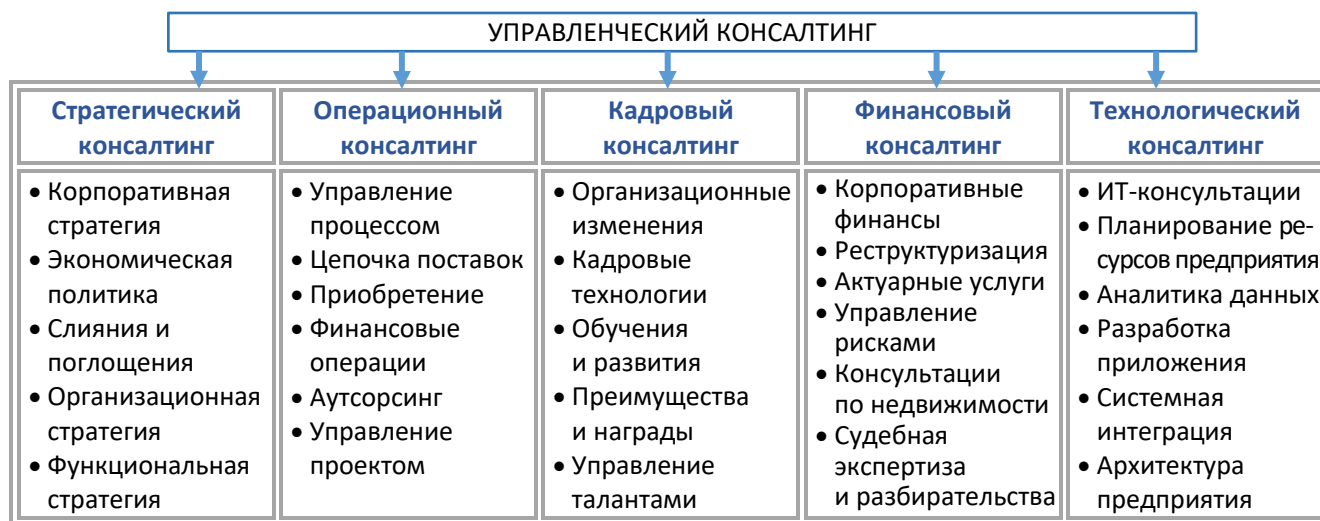 УПРАВЛЕНЧЕСКИЙ КОНСАЛТИНГ
Стратегический
консалтинг
• Корпоративная
стратегия
• Экономическая
политика
• Слияния и
поглощения
• Организационная
стратегия
• Функциональная
стратегия
Операционный
консалтинг
• Управление
процессом
• Цепочка поставок
• Приобретение
• Финансовые
операции
• Аутсорсинг
• Управление
проектом
Кадровый
консалтинг
• Организационные
изменения
• Кадровые
технологии
• Обучения
и развития
• Преимущества
и награды
• Управление
талантами
Финансовый
консалтинг
• Корпоративные
финансы
• Реструктуризация
• Актуарные услуги
• Управление
рисками
• Консультации
по недвижимости
• Судебная
экспертиза
и разбирательства
Технологический
консалтинг
• ИТ-консультации
• Планирование ре-
сурсов предприятия
• Аналитика данных
• Разработка
приложения
• Системная
интеграция
• Архитектура
предприятия